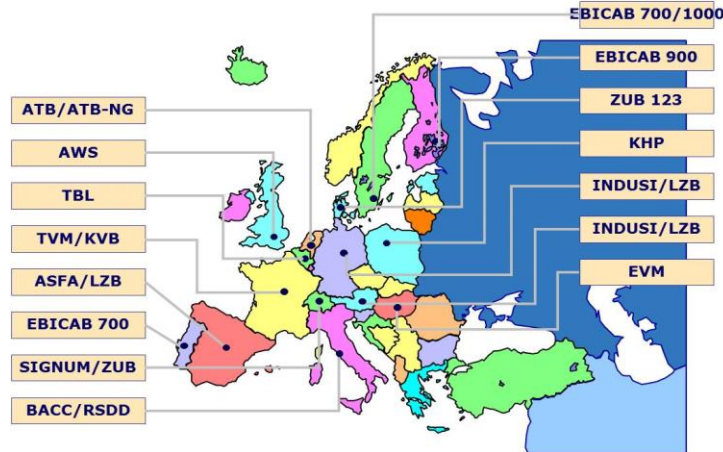 EBICAB 700/1000
EBICAB 900
ATB/ATB-NG
ZUB 123
AWS
KHP
TBL
INDUSI/LZB
TVM/KVB
INDUSI/LZB
ASFA/LZB
EVM
EBICAB 700
SIGNUM/ZUB
BACC/RSDD